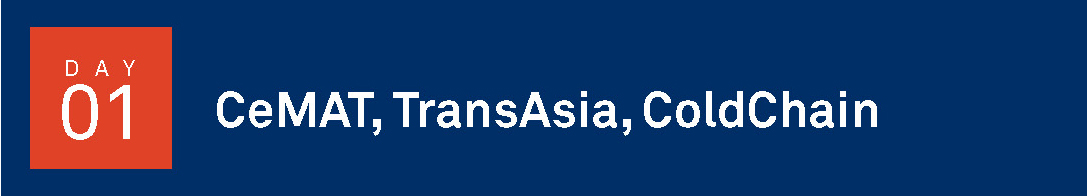 DAY
01
CeMAT, TransAsia, ColdChain